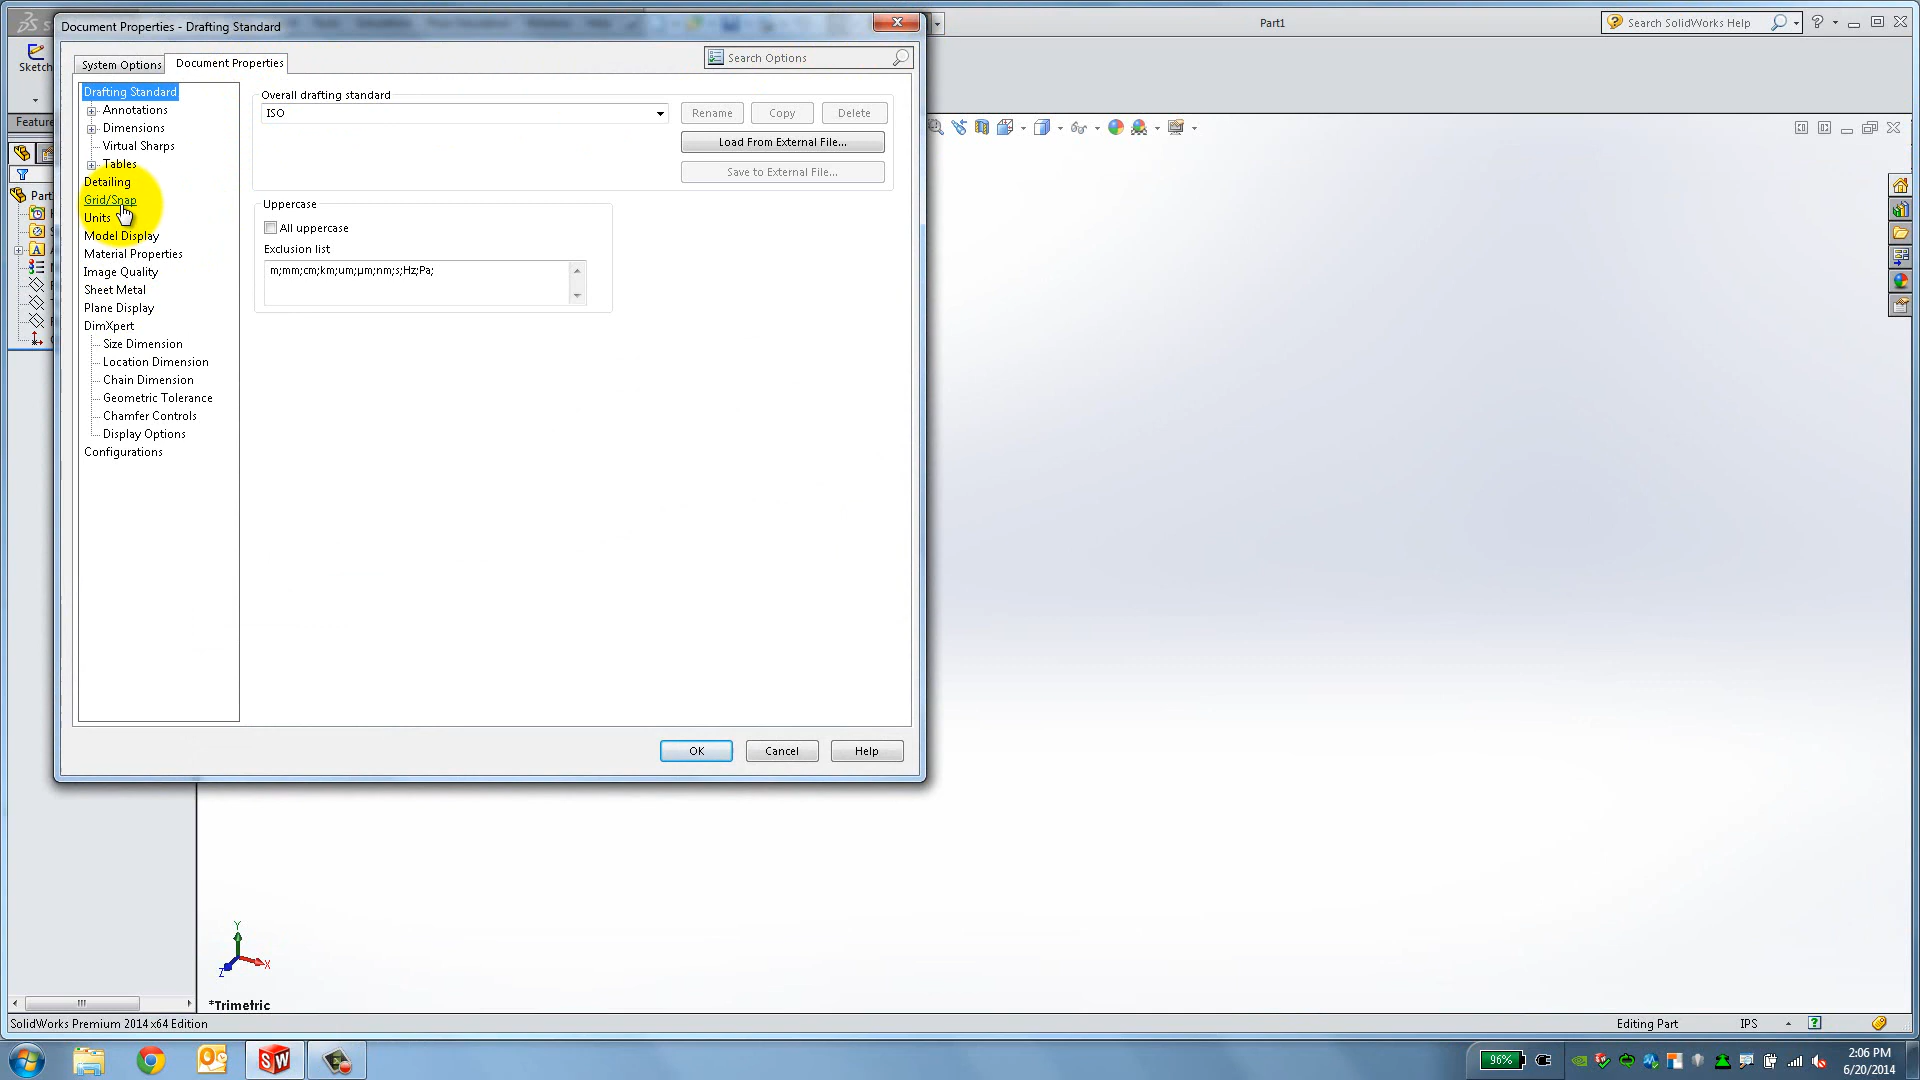 Document Properties - Drafting Standard
Part1
Search SolidWorks Help
Sketch
System Options
Document Properties
Search Options
Drafting Standard
Annotations
Dimensions
Virtual Sharps
Tables
Detailing
Grid/Snap
Units
Model Display
Material Properties
Image Quality
Sheet Metal
Plane Display
DimXpert
Size Dimension
Location Dimension
Chain Dimension
Geometric Tolerance
Chamfer Controls
Display Options
Configurations
Overall drafting standard
ISO
Rename
Copy
Delete
Load From External File...
Save to External File...
Uppercase
All uppercase
Exclusion list
m;mm;cm;km;um;µm;nm;s;Hz;Pa;
OK
Cancel
Help
Feature
Part
Y
X
Z
*Trimetric
SolidWorks Premium 2014 x64 Edition
Editing Part
IPS
96%
2:06 PM
6/20/2014